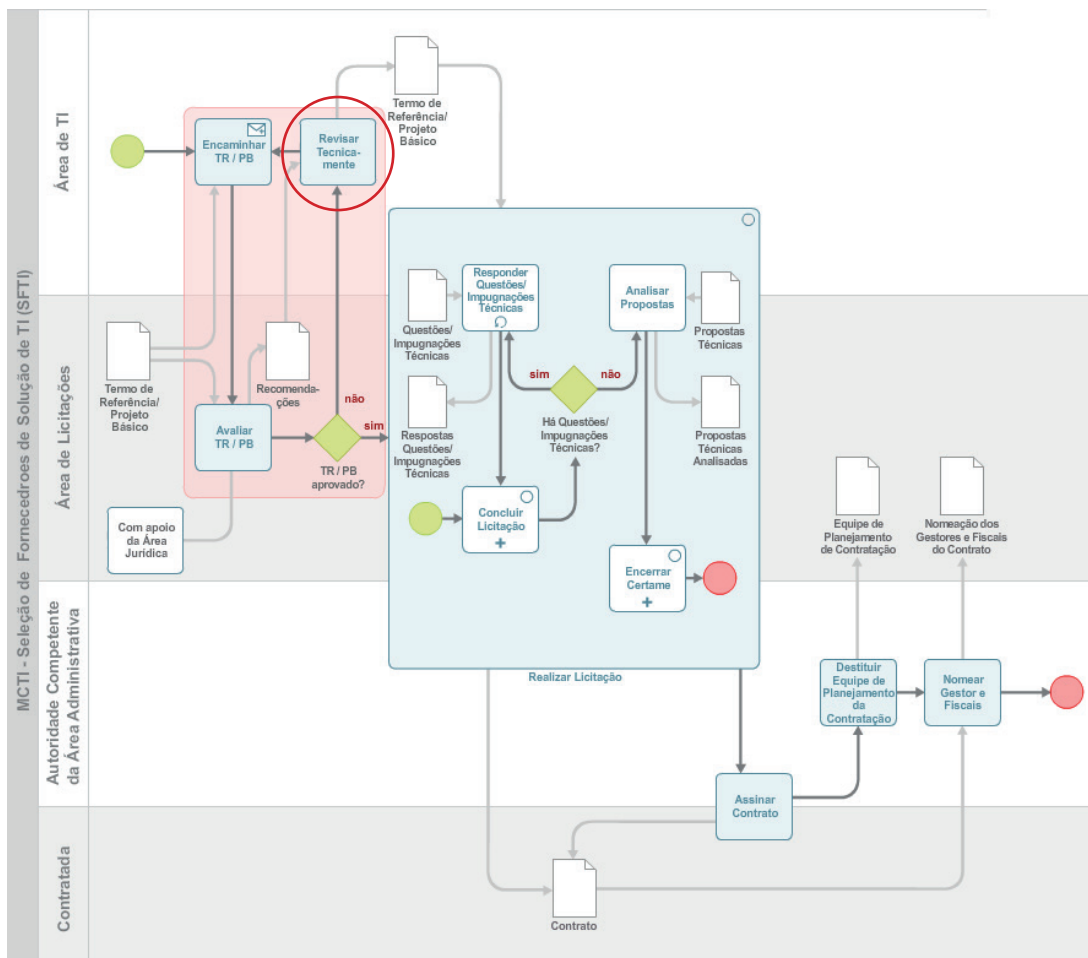 MCTI - Seleção de Fornecedroes de Solução de TI (SFTI)
Área de TI
Encaminhar
TR / PB
Revisar
Tecnica-
mente
Termo de
Referência/
Projeto
Básico
Área de Licitações
Termo de
Referência/
Projeto
Básico
Recomenda-
ções
Avaliar
TR / PB
não
sim
TR / PB
aprovado?
Com apoio
da Área
Jurídica
Questões/
Impugnações
Técnicas
Responder
Questões/
Impugnações
Técnicas
Analisar
Propostas
Propostas
Técnicas
sim
não
Respostas
Questões/
Impugnações
Técnicas
Há Questões/
Impugnações
Técnicas?
Propostas
Técnicas
Analisadas
Concluir
Licitação
Encerrar
Certame
Realizar Licitação
Equipe de
Planejamento
de Contratação
Nomeação dos
Gestores e Fiscais
do Contrato
Autoridade Competente
da Área Administrativa
Destituir
Equipe de
Planejamento
da
Contratação
Nomear
Gestor e
Fiscais
Assinar
Contrato
Contratada
Contrato